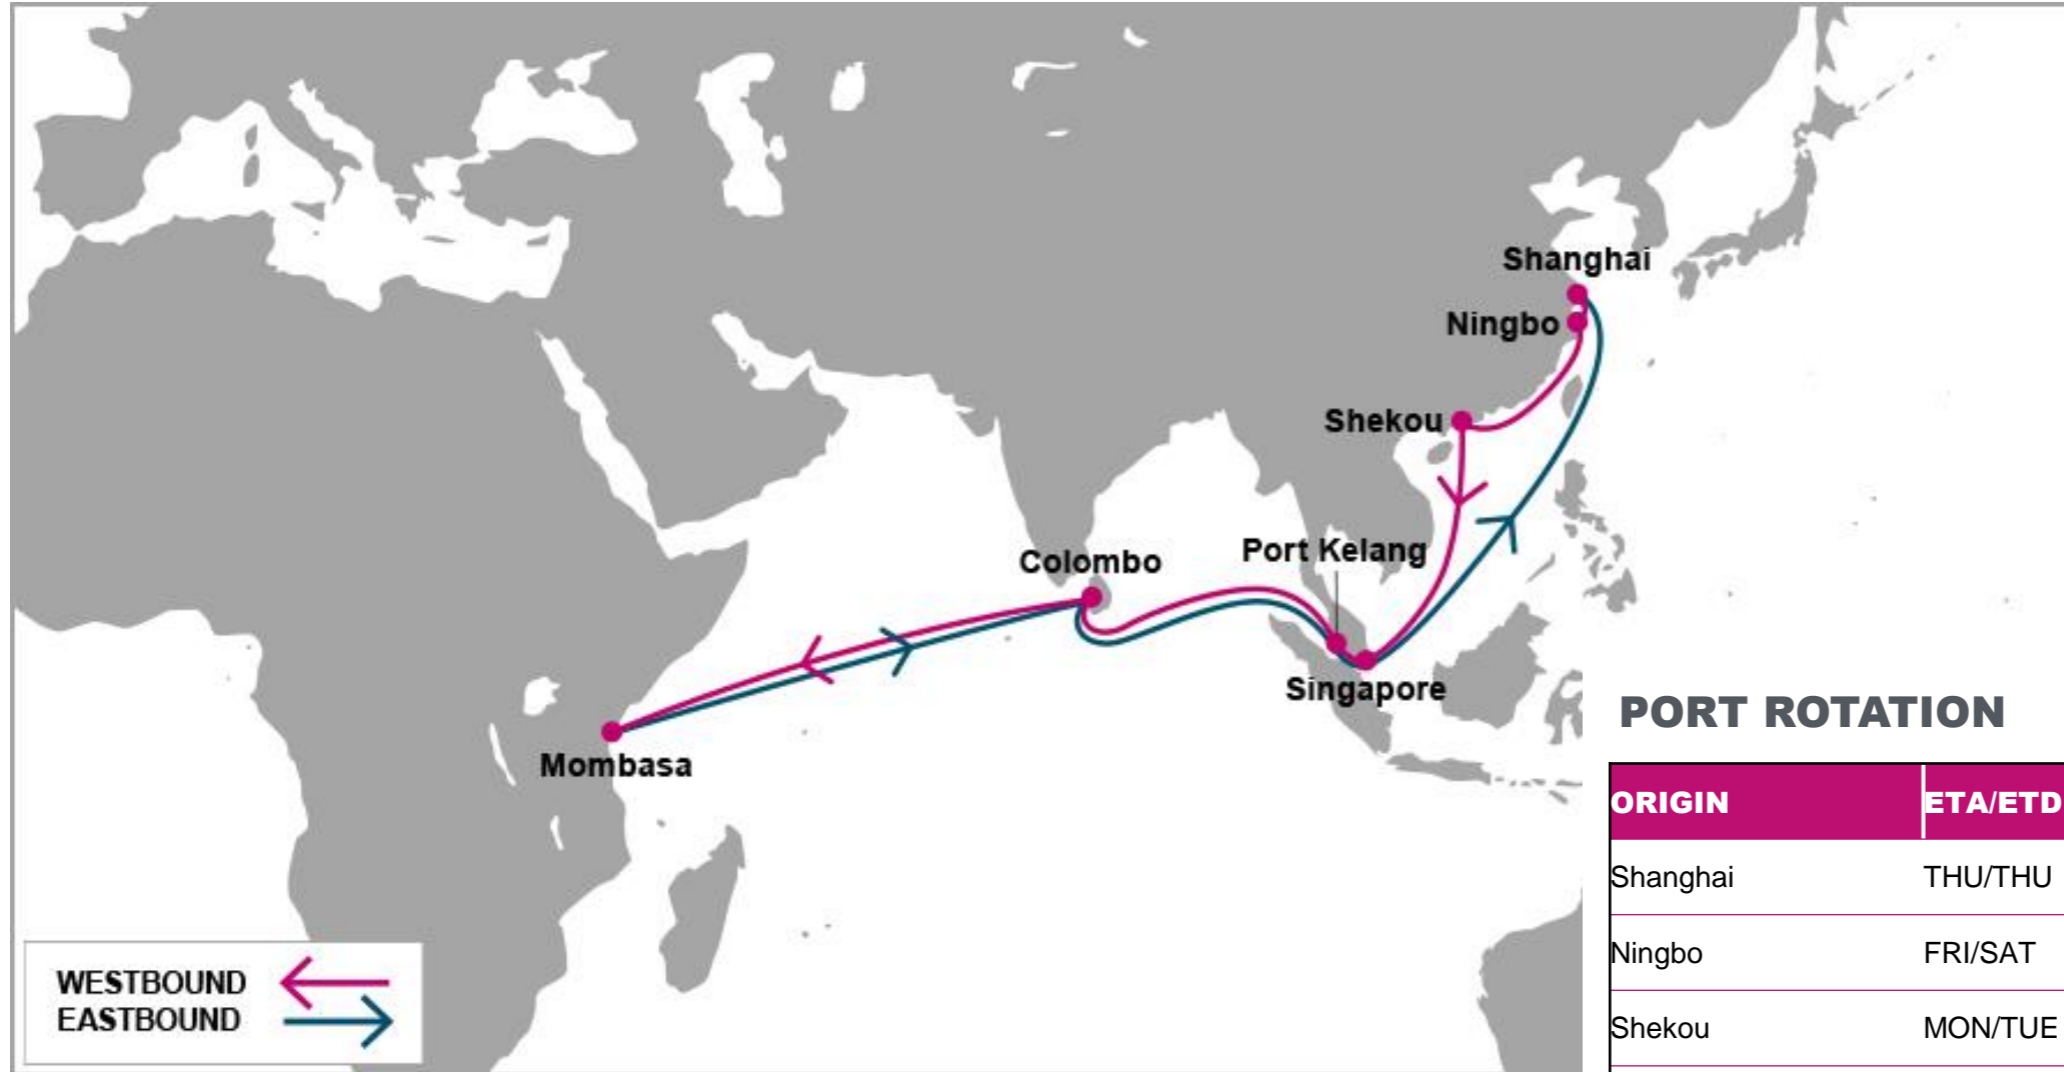 Shanghai
Ningbo
Shekou
Port Kelang
Colombo
Singapore
Mombasa
WESTBOUND
EASTBOUND
PORT ROTATION
ORIGIN ETA/ETD
Shanghai THU/THU
Ningbo FRI/SAT
Shekou MON/TUE